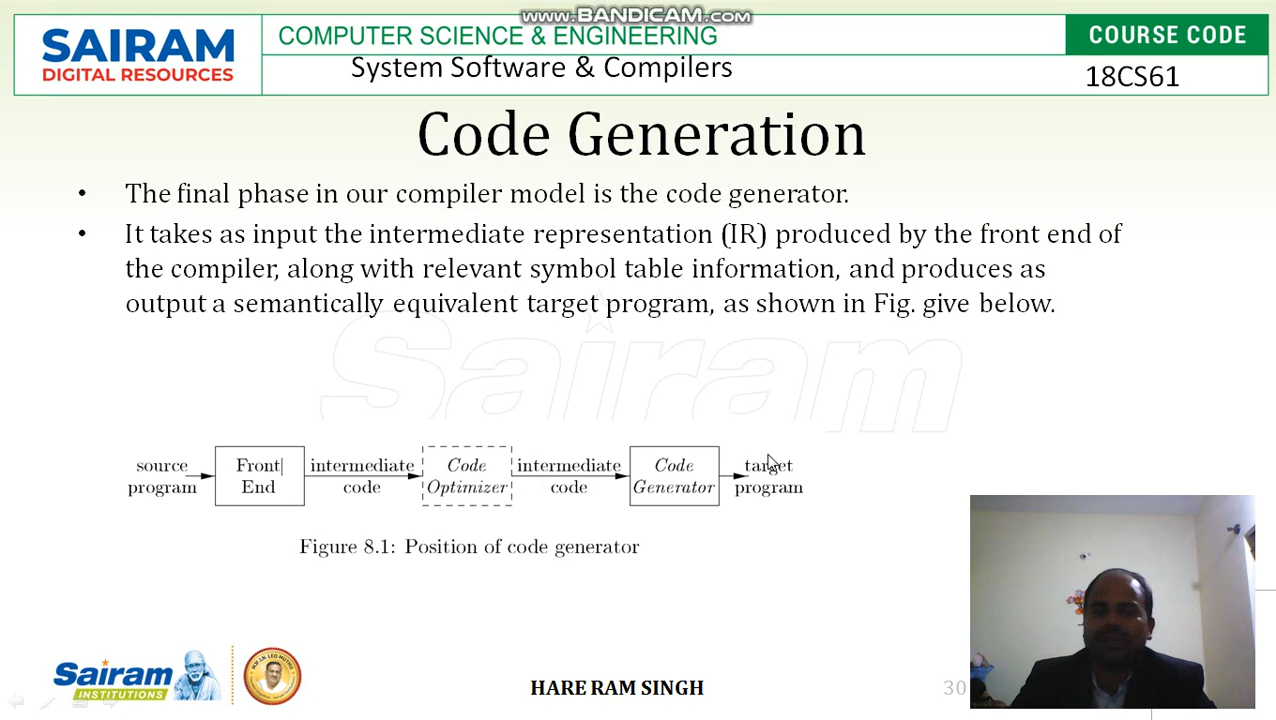 www.BANDICAM.com
SAIRAM
DIGITAL RESOURCES
COMPUTER SCIENCE & ENGINEERING
COURSE CODE
System Software & Compilers
18CS61
Code Generation
• The final phase in our compiler model is the code generator.
• It takes as input the intermediate representation (IR) produced by the front end of
the compiler, along with relevant symbol table information, and produces as
output a semantically equivalent target program, as shown in Fig. give below.
Sairam
source
program
Front
End
intermediate
code
Code
Optimizer
intermediate
code
Code
Generator
target
program
Figure 8.1: Position of code generator
Sairam
INSTITUTIONS
HARE RAM SINGH
30